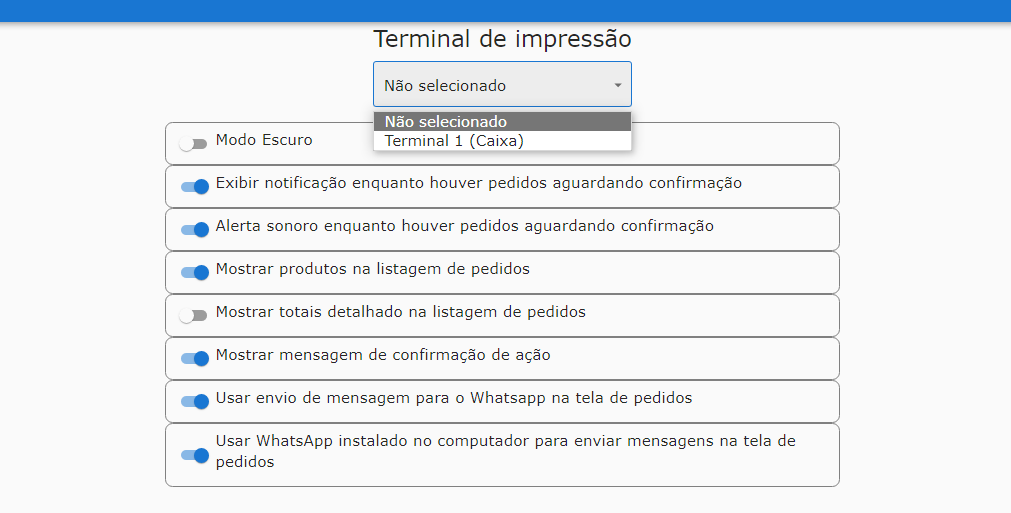 Terminal de impressão
Não selecionado
Não selecionado
Terminal 1 (Caixa)
Modo Escuro
Exibir notificação enquanto houver pedidos aguardando confirmação
Alerta sonoro enquanto houver pedidos aguardando confirmação
Mostrar produtos na listagem de pedidos
Mostrar totais detalhado na listagem de pedidos
Mostrar mensagem de confirmação de ação
Usar envio de mensagem para o Whatsapp na tela de pedidos
Usar WhatsApp instalado no computador para enviar mensagens na tela de
pedidos